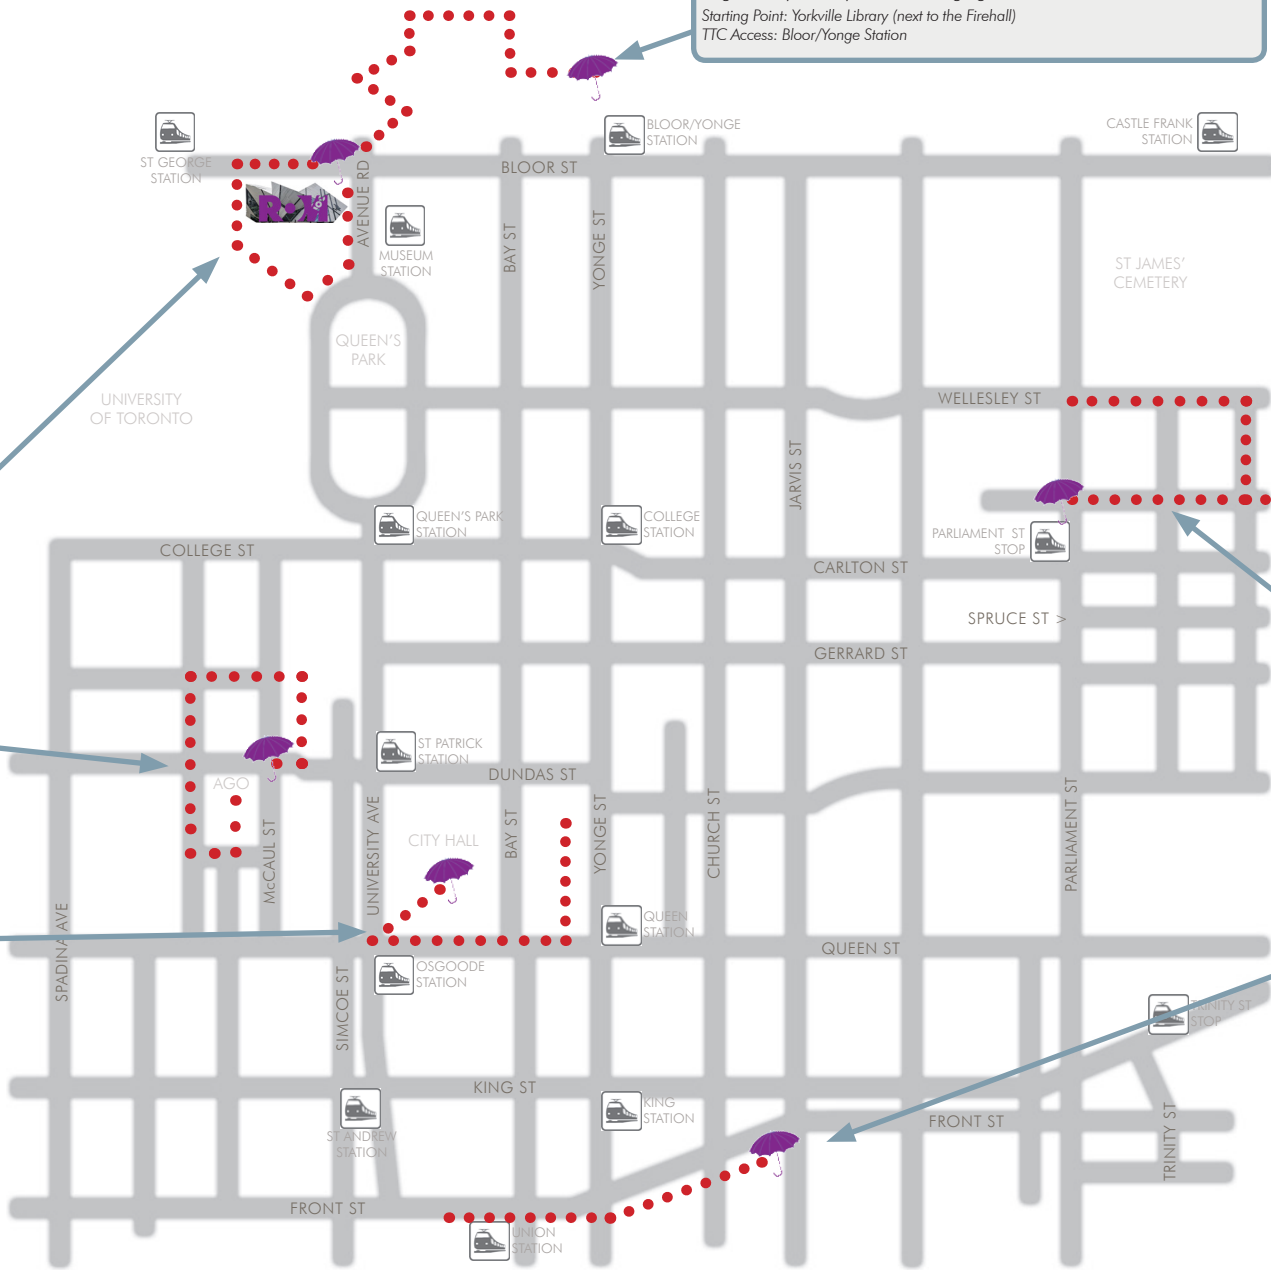 Starting Point: Yorkville Library (next to the Firehall)
TTC Access: Bloor/Yonge Station
BLOOR/YONGE
STATION
CASTLE FRANK
STATION
ST GEORGE
STATION
BLOOR ST
ROM
AVENUE RD
MUSEUM
STATION
BAY ST
YONGE ST
ST JAMES'
CEMETERY
QUEEN'S
PARK
UNIVERSITY
OF TORONTO
WELLESLEY ST
JARVIS ST
QUEEN'S PARK
STATION
COLLEGE
STATION
PARLIAMENT ST
STOP
COLLEGE ST
CARLTON ST
SPRUCE ST >
GERRARD ST
ST PATRICK
STATION
DUNDAS ST
AGO
McCAUL ST
UNIVERSITY AVE
CITY HALL
BAY ST
YONGE ST
CHURCH ST
PARLIAMENT ST
SPADINA AVE
QUEEN
STATION
QUEEN ST
OSGOODE
STATION
SIMCOE ST
TRINITY ST
STOP
KING ST
KING
STATION
FRONT ST
ST ANDREW
STATION
TRINITY ST
FRONT ST
UNION
STATION